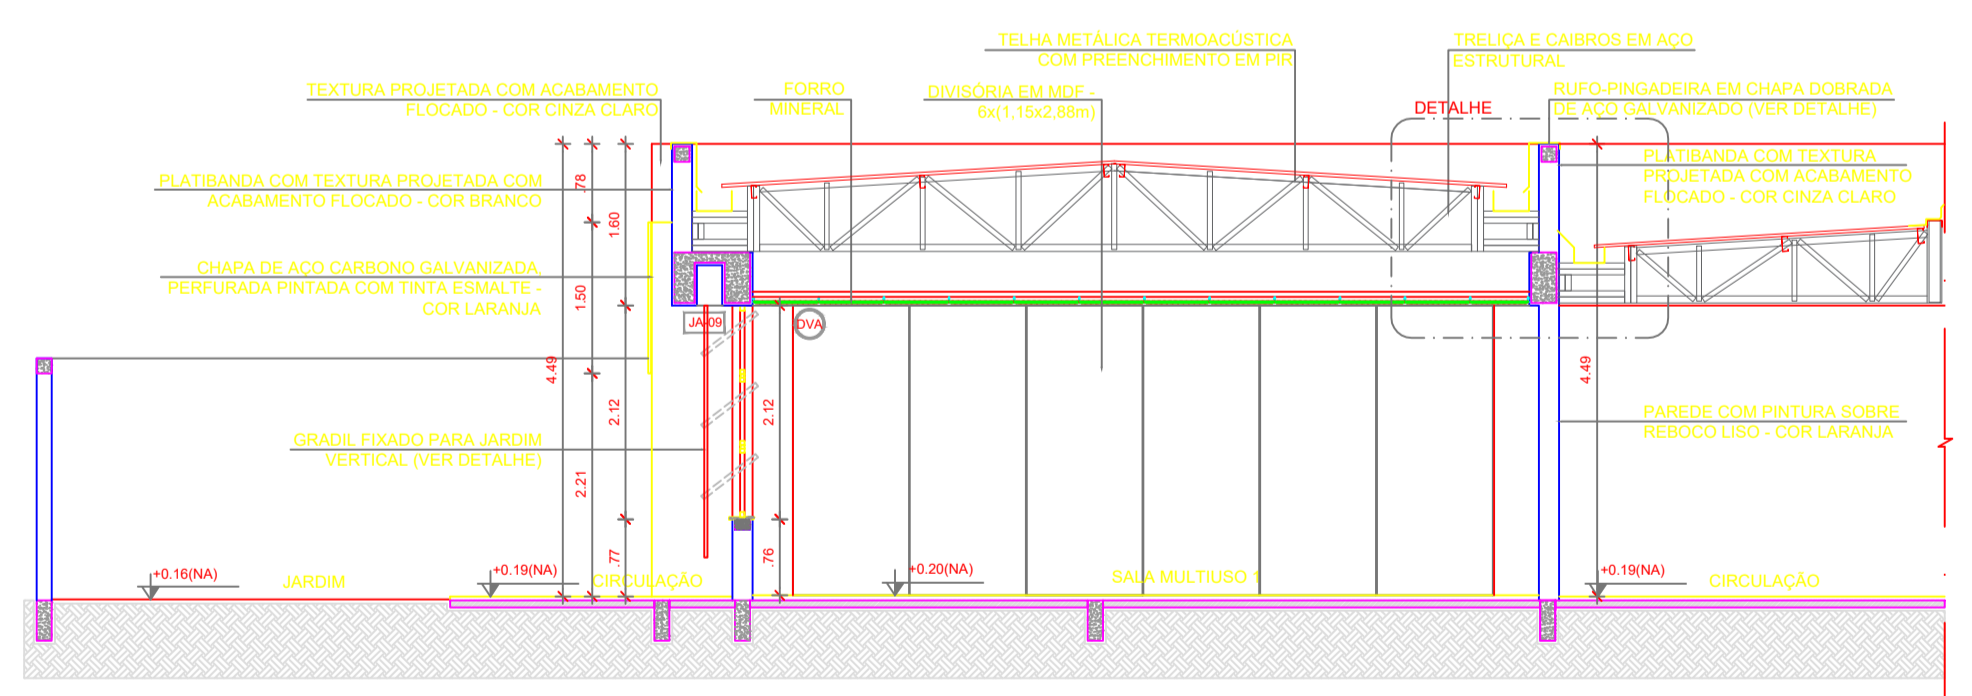 TELHA METÁLICA TERMOACÚSTICA
COM PREENCHIMENTO EM PIR
TRELIÇA E CAIBROS EM AÇO
ESTRUTURAL
TEXTURA PROJETADA COM ACABAMENTO
FLOCADO - COR CINZA CLARO
FORRO
MINERAL
DIVISÓRIA EM MDF -
6x(1,15x2,88m)
RUFO-PINGADEIRA EM CHAPA DOBRADA
DE AÇO GALVANIZADO (VER DETALHE)
DETALHE
PLATIBANDA COM TEXTURA PROJETADA COM
ACABAMENTO FLOCADO - COR BRANCO
PLATIBANDA COM TEXTURA
PROJETADA COM ACABAMENTO
FLOCADO - COR CINZA CLARO
.78
1.60
CHAPA DE AÇO CARBONO GALVANIZADA,
PERFURADA PINTADA COM TINTA ESMALTE -
COR LARANJA
1.50
JA-09
DVA
4.49
4.49
2.12
2.12
PAREDE COM PINTURA SOBRE
REBOCO LISO - COR LARANJA
GRADIL FIXADO PARA JARDIM
VERTICAL (VER DETALHE)
2.21
.77
.76
+0.16(NA)
JARDIM
+0.19(NA)
CIRCULAÇÃO
+0.20(NA)
SALA MULTIUSO 1
+0.19(NA)
CIRCULAÇÃO